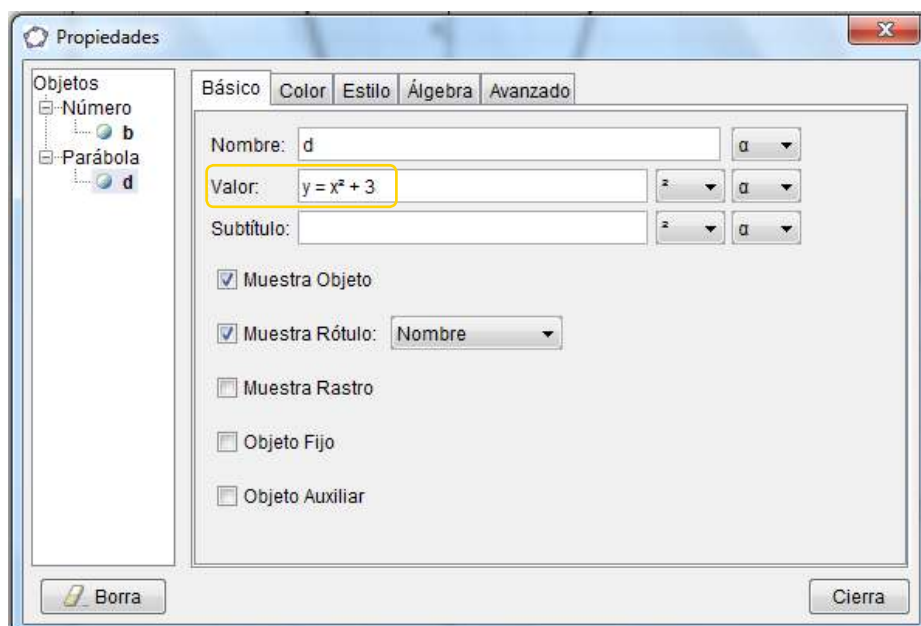 Propiedades
x
Objetos
Número
b
Parábola
d
Básico Color Estilo Álgebra Avanzado
Nombre: d α
Valor: y = x² + 3 ² α
Subtítulo: ² α
Muestra Objeto
Muestra Rótulo: Nombre
Muestra Rastro
Objeto Fijo
Objeto Auxiliar
Borra Cierra